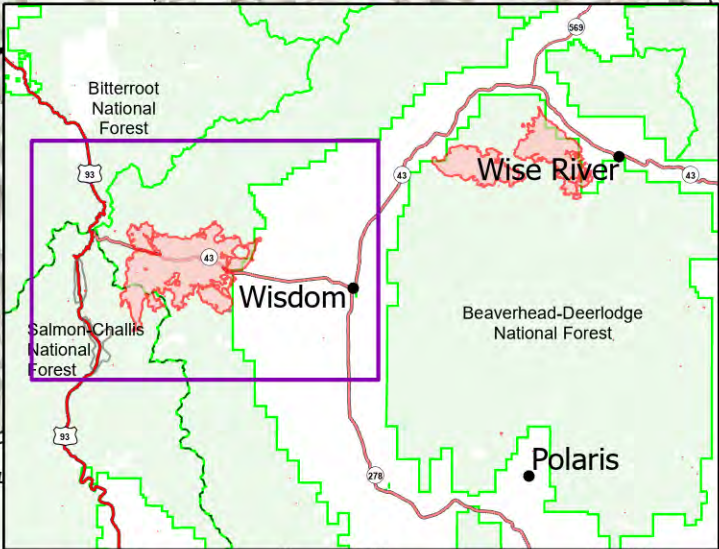 569
Bitterroot
National
Forest
93
43
Wise River
43
43
Wisdom
Beaverhead-Deerlodge
National Forest
Salmon-Challis
National
Forest
93
278
Polaris